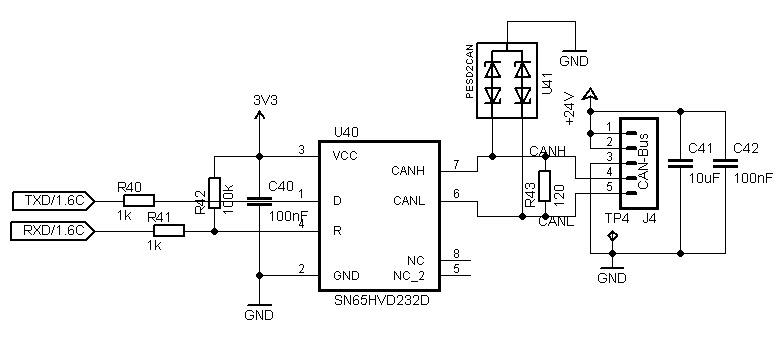 GND
PESD2CAN
U41
+24V
3V3
U40
3
VCC
CANH
7
CANH
1
2
3
4
5
CAN-Bus
C41
10uF
C42
100nF
TXD/1.6C
R40
1k
R42
100k
C40
100nF
1
D
CANL
6
R43
120
RXD/1.6C
R41
1k
4
R
CANL
TP4
J4
NC
8
2
GND
NC_2
5
GND
SN65HVD232D
GND